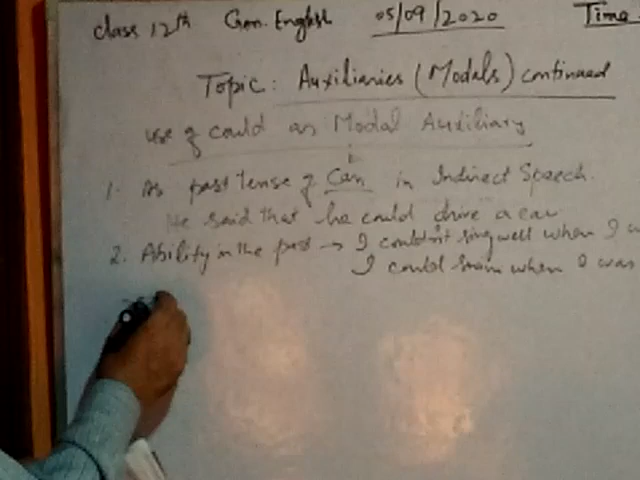 class 12th Gen. English 05/09/2020 Time
Topic: Auxiliaries (Modals) continued
use of could as Modal Auxiliary
1. As past tense of Can in Indirect Speech.
He said that he could drive a car
2. Ability in the past → I couldn't sing well when I w
I could swim when I was